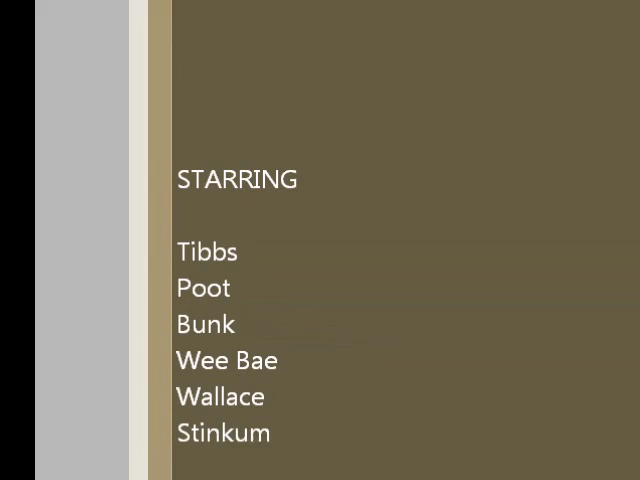 STARRING
Tibbs
Poot
Bunk
Wee Bae
Wallace
Stinkum